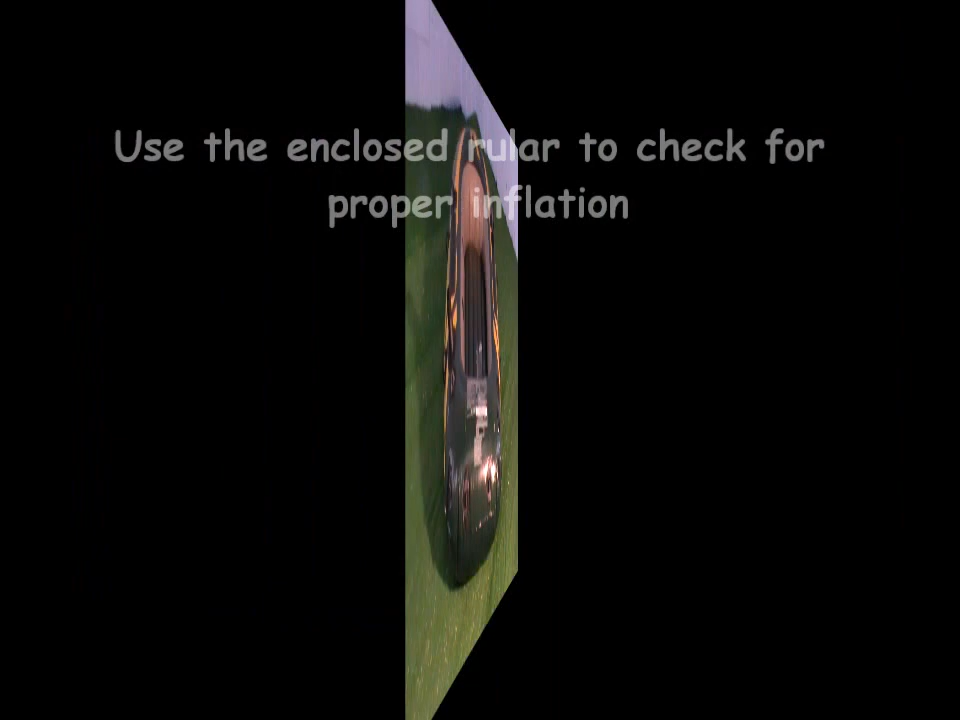 Use the enclosed rular to check for
proper inflation